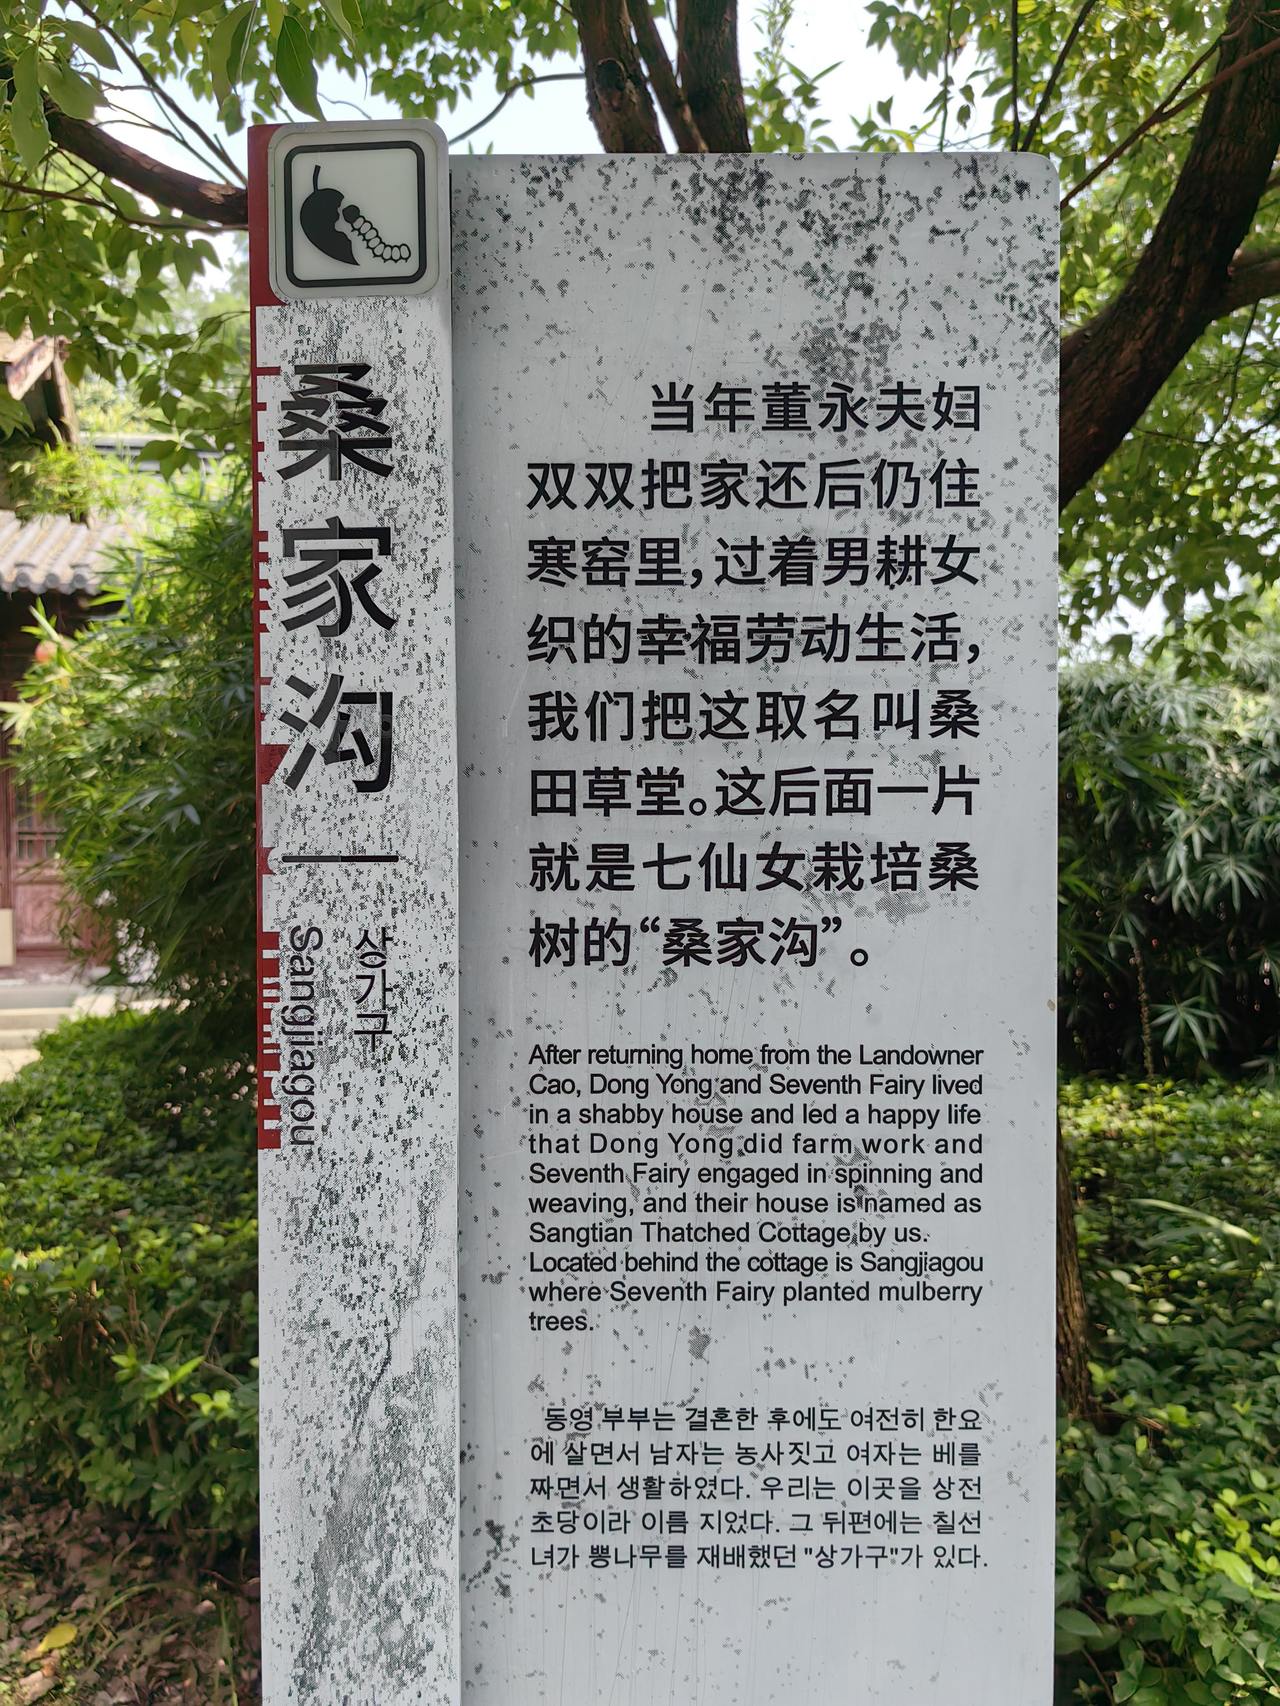 桑家沟
상가구
Sangjiagou
当年董永夫妇
双双把家还后仍住
寒窑里，过着男耕女
织的幸福劳动生活，
我们把这取名叫桑
田草堂。这后面一片
就是七仙女栽培桑
树的“桑家沟”。
After returning home from the Landowner
Cao, Dong Yong and Seventh Fairy lived
in a shabby house and led a happy life
that Dong Yong did farm work and
Seventh Fairy engaged in spinning and
weaving, and their house is named as
Sangtian Thatched Cottage by us.
Located behind the cottage is Sangjiagou
where Seventh Fairy planted mulberry
trees.
동영 부부는 결혼한 후에도 여전히 한요
에 살면서 남자는 농사짓고 여자는 베를
짜면서 생활하였다. 우리는 이곳을 상전
초당이라 이름 지었다. 그 뒤편에는 칠선
녀가 뽕나무를 재배했던 "상가구"가 있다.